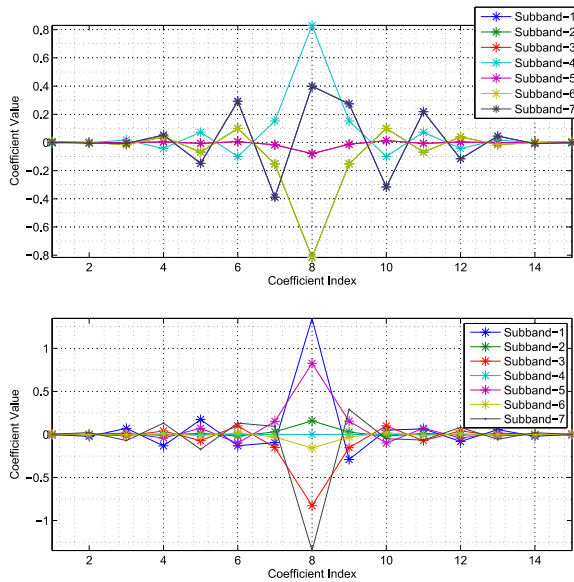 Subband−1
Subband−2
Subband−3
Subband−4
Subband−5
Subband−6
Subband−7
0.8
0.6
0.4
0.2
0
−0.2
−0.4
−0.6
−0.8
Coefficient Value
2 4 6 8 10 12 14
Coefficient Index
Subband−1
Subband−2
Subband−3
Subband−4
Subband−5
Subband−6
Subband−7
1
0.5
0
−0.5
−1
Coefficient Value
2 4 6 8 10 12 14
Coefficient Index